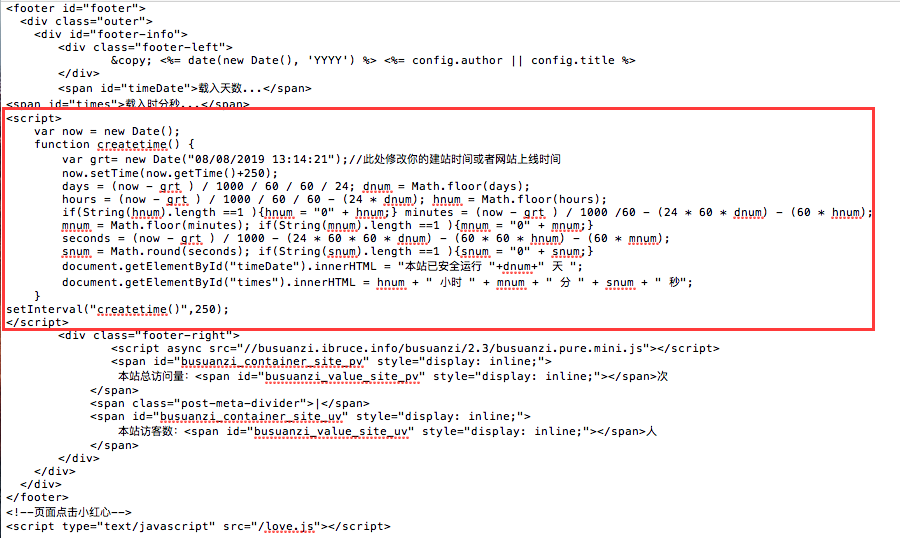 <footer id="footer">
<div class="outer">
<div id="footer-info">
<div class="footer-left">
&copy; <%= date(new Date(), 'YYYY') %> <%= config.author || config.title %>
</div>
<span id="timeDate">载入天数...</span>
<span id="times">载入时分秒...</span>
<script>
var now = new Date();
function createtime() {
var grt= new Date("08/08/2019 13:14:21");//此处修改你的建站时间或者网站上线时间
now.setTime(now.getTime()+250);
days = (now - grt ) / 1000 / 60 / 60 / 24; dnum = Math.floor(days);
hours = (now - grt ) / 1000 / 60 / 60 - (24 * dnum); hnum = Math.floor(hours);
if(String(hnum).length ==1 ){hnum = "0" + hnum;} minutes = (now - grt ) / 1000 /60 - (24 * 60 * dnum) - (60 * hnum);
mnum = Math.floor(minutes); if(String(mnum).length ==1 ){mnum = "0" + mnum;}
seconds = (now - grt ) / 1000 - (24 * 60 * 60 * dnum) - (60 * 60 * hnum) - (60 * mnum);
snum = Math.round(seconds); if(String(snum).length ==1 ){snum = "0" + snum;}
document.getElementById("timeDate").innerHTML = "本站已安全运行 "+dnum+" 天 ";
document.getElementById("times").innerHTML = hnum + " 小时 " + mnum + " 分 " + snum + " 秒";
}
setInterval("createtime()",250);
</script>
<div class="footer-right">
<script async src="//busuanzi.ibruce.info/busuanzi/2.3/busuanzi.pure.mini.js"></script>
<span id="busuanzi_container_site_pv" style="display: inline;">
本站总访问量：<span id="busuanzi_value_site_pv" style="display: inline;"></span>次
</span>
<span class="post-meta-divider">|</span>
<span id="busuanzi_container_site_uv" style="display: inline;">
本站访客数：<span id="busuanzi_value_site_uv" style="display: inline;"></span>人
</span>
</div>
</div>
</div>
</footer>
<!--页面点击小红心-->
<script type="text/javascript" src="/love.js"></script>